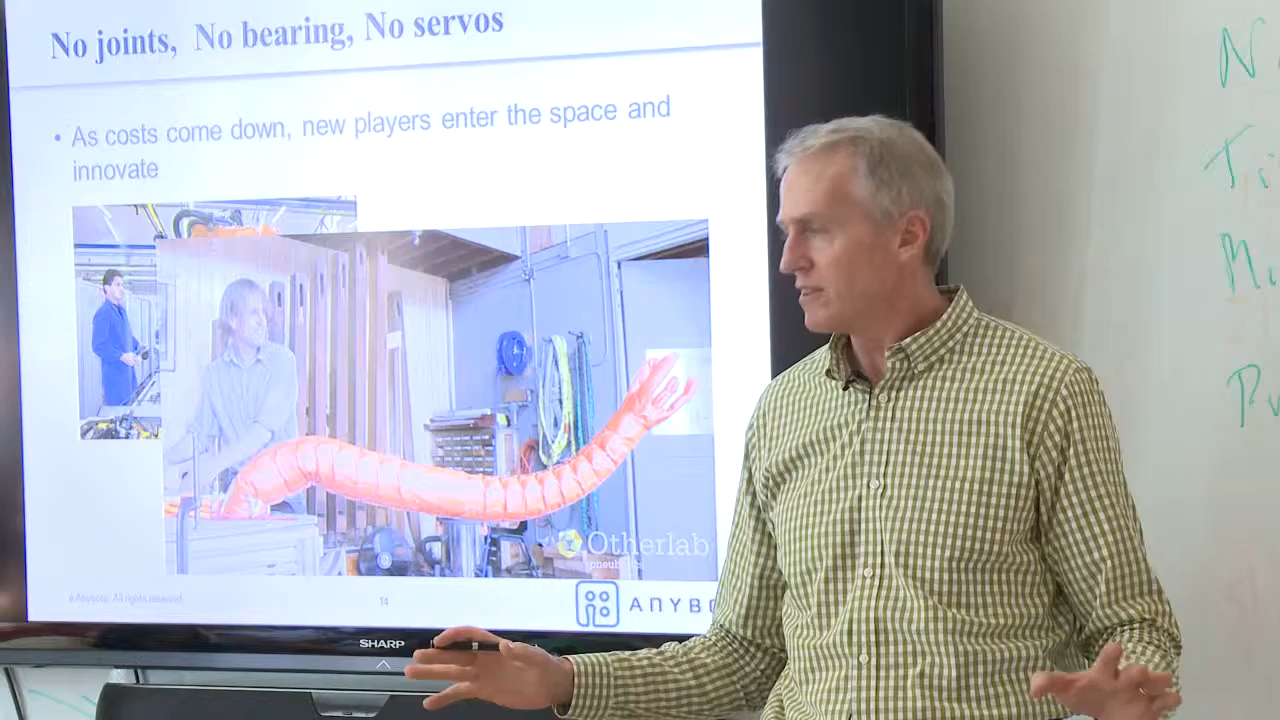 No joints, No bearing, No servos
• As costs come down, new players enter the space and
innovate
Otherlab
14
ANYBO
SHARP
N
M